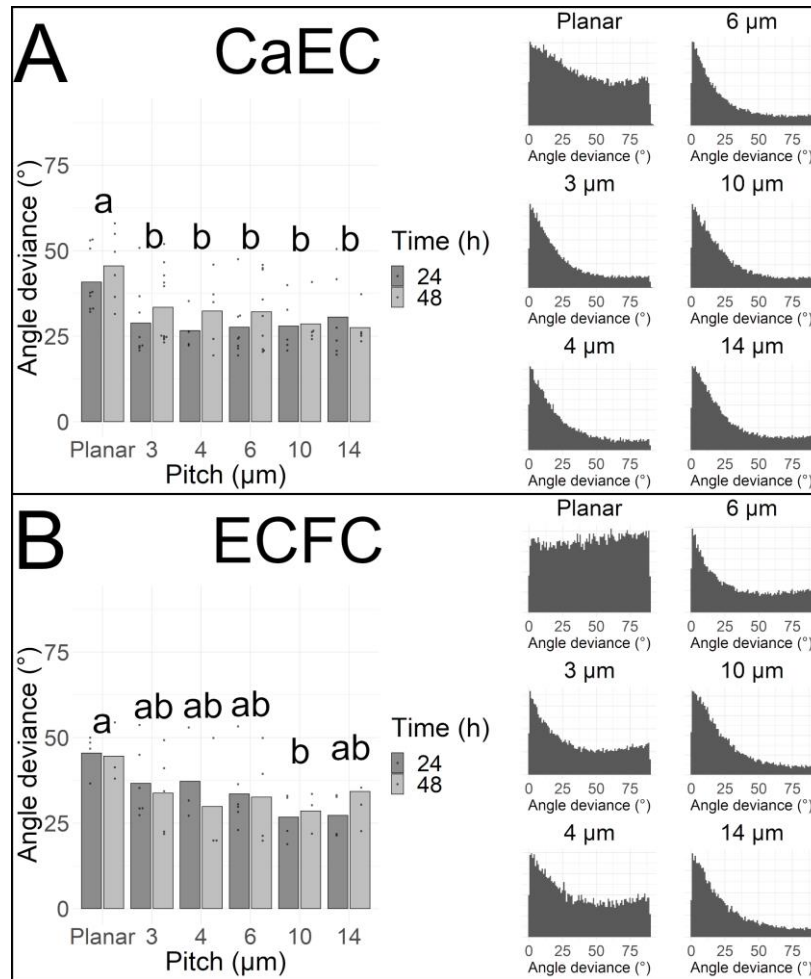 A CaEC
Angle deviance (°)
75
50
25
0
a b b b b b
Planar 3 4 6 10 14
Pitch (µm)
Time (h)
24
48
Planar 6 µm
0 25 50 75 0 25 50 75
Angle deviance (°) Angle deviance (°)
3 µm 10 µm
0 25 50 75 0 25 50 75
Angle deviance (°) Angle deviance (°)
4 µm 14 µm
0 25 50 75 0 25 50 75
Angle deviance (°) Angle deviance (°)
B ECFC
Angle deviance (°)
75
50
25
0
a ab ab ab b ab
Planar 3 4 6 10 14
Pitch (µm)
Time (h)
24
48
Planar 6 µm
0 25 50 75 0 25 50 75
Angle deviance (°) Angle deviance (°)
3 µm 10 µm
0 25 50 75 0 25 50 75
Angle deviance (°) Angle deviance (°)
4 µm 14 µm
0 25 50 75 0 25 50 75
Angle deviance (°) Angle deviance (°)